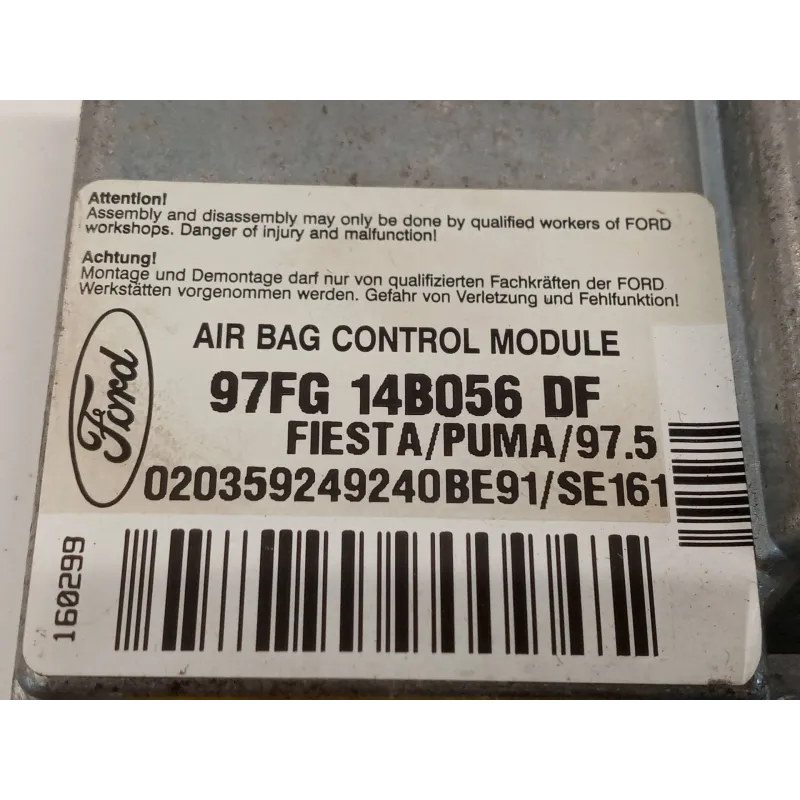 Attention!
Assembly and disassembly may only be done by qualified workers of FORD
workshops. Danger of injury and malfunction!
Achtung!
Montage und Demontage darf nur von qualifizierten Fachkräften der FORD
Werkstätten vorgenommen werden. Gefahr von Verletzung und Fehlfunktion!
Ford
AIR BAG CONTROL MODULE
97FG 14B056 DF
FIESTA/PUMA/97.5
020359249240BE91/SE161
160299